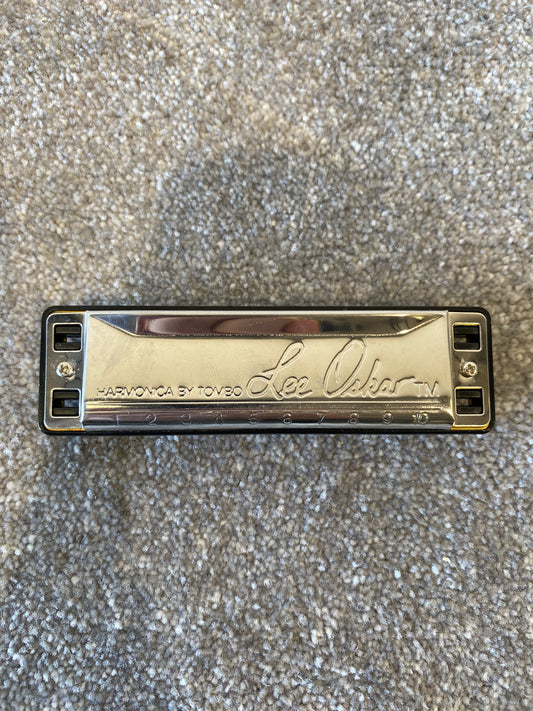 HARMONICA BY TOMBO Lee Oskar TM
1 2 3 4 5 6 7 8 9 10